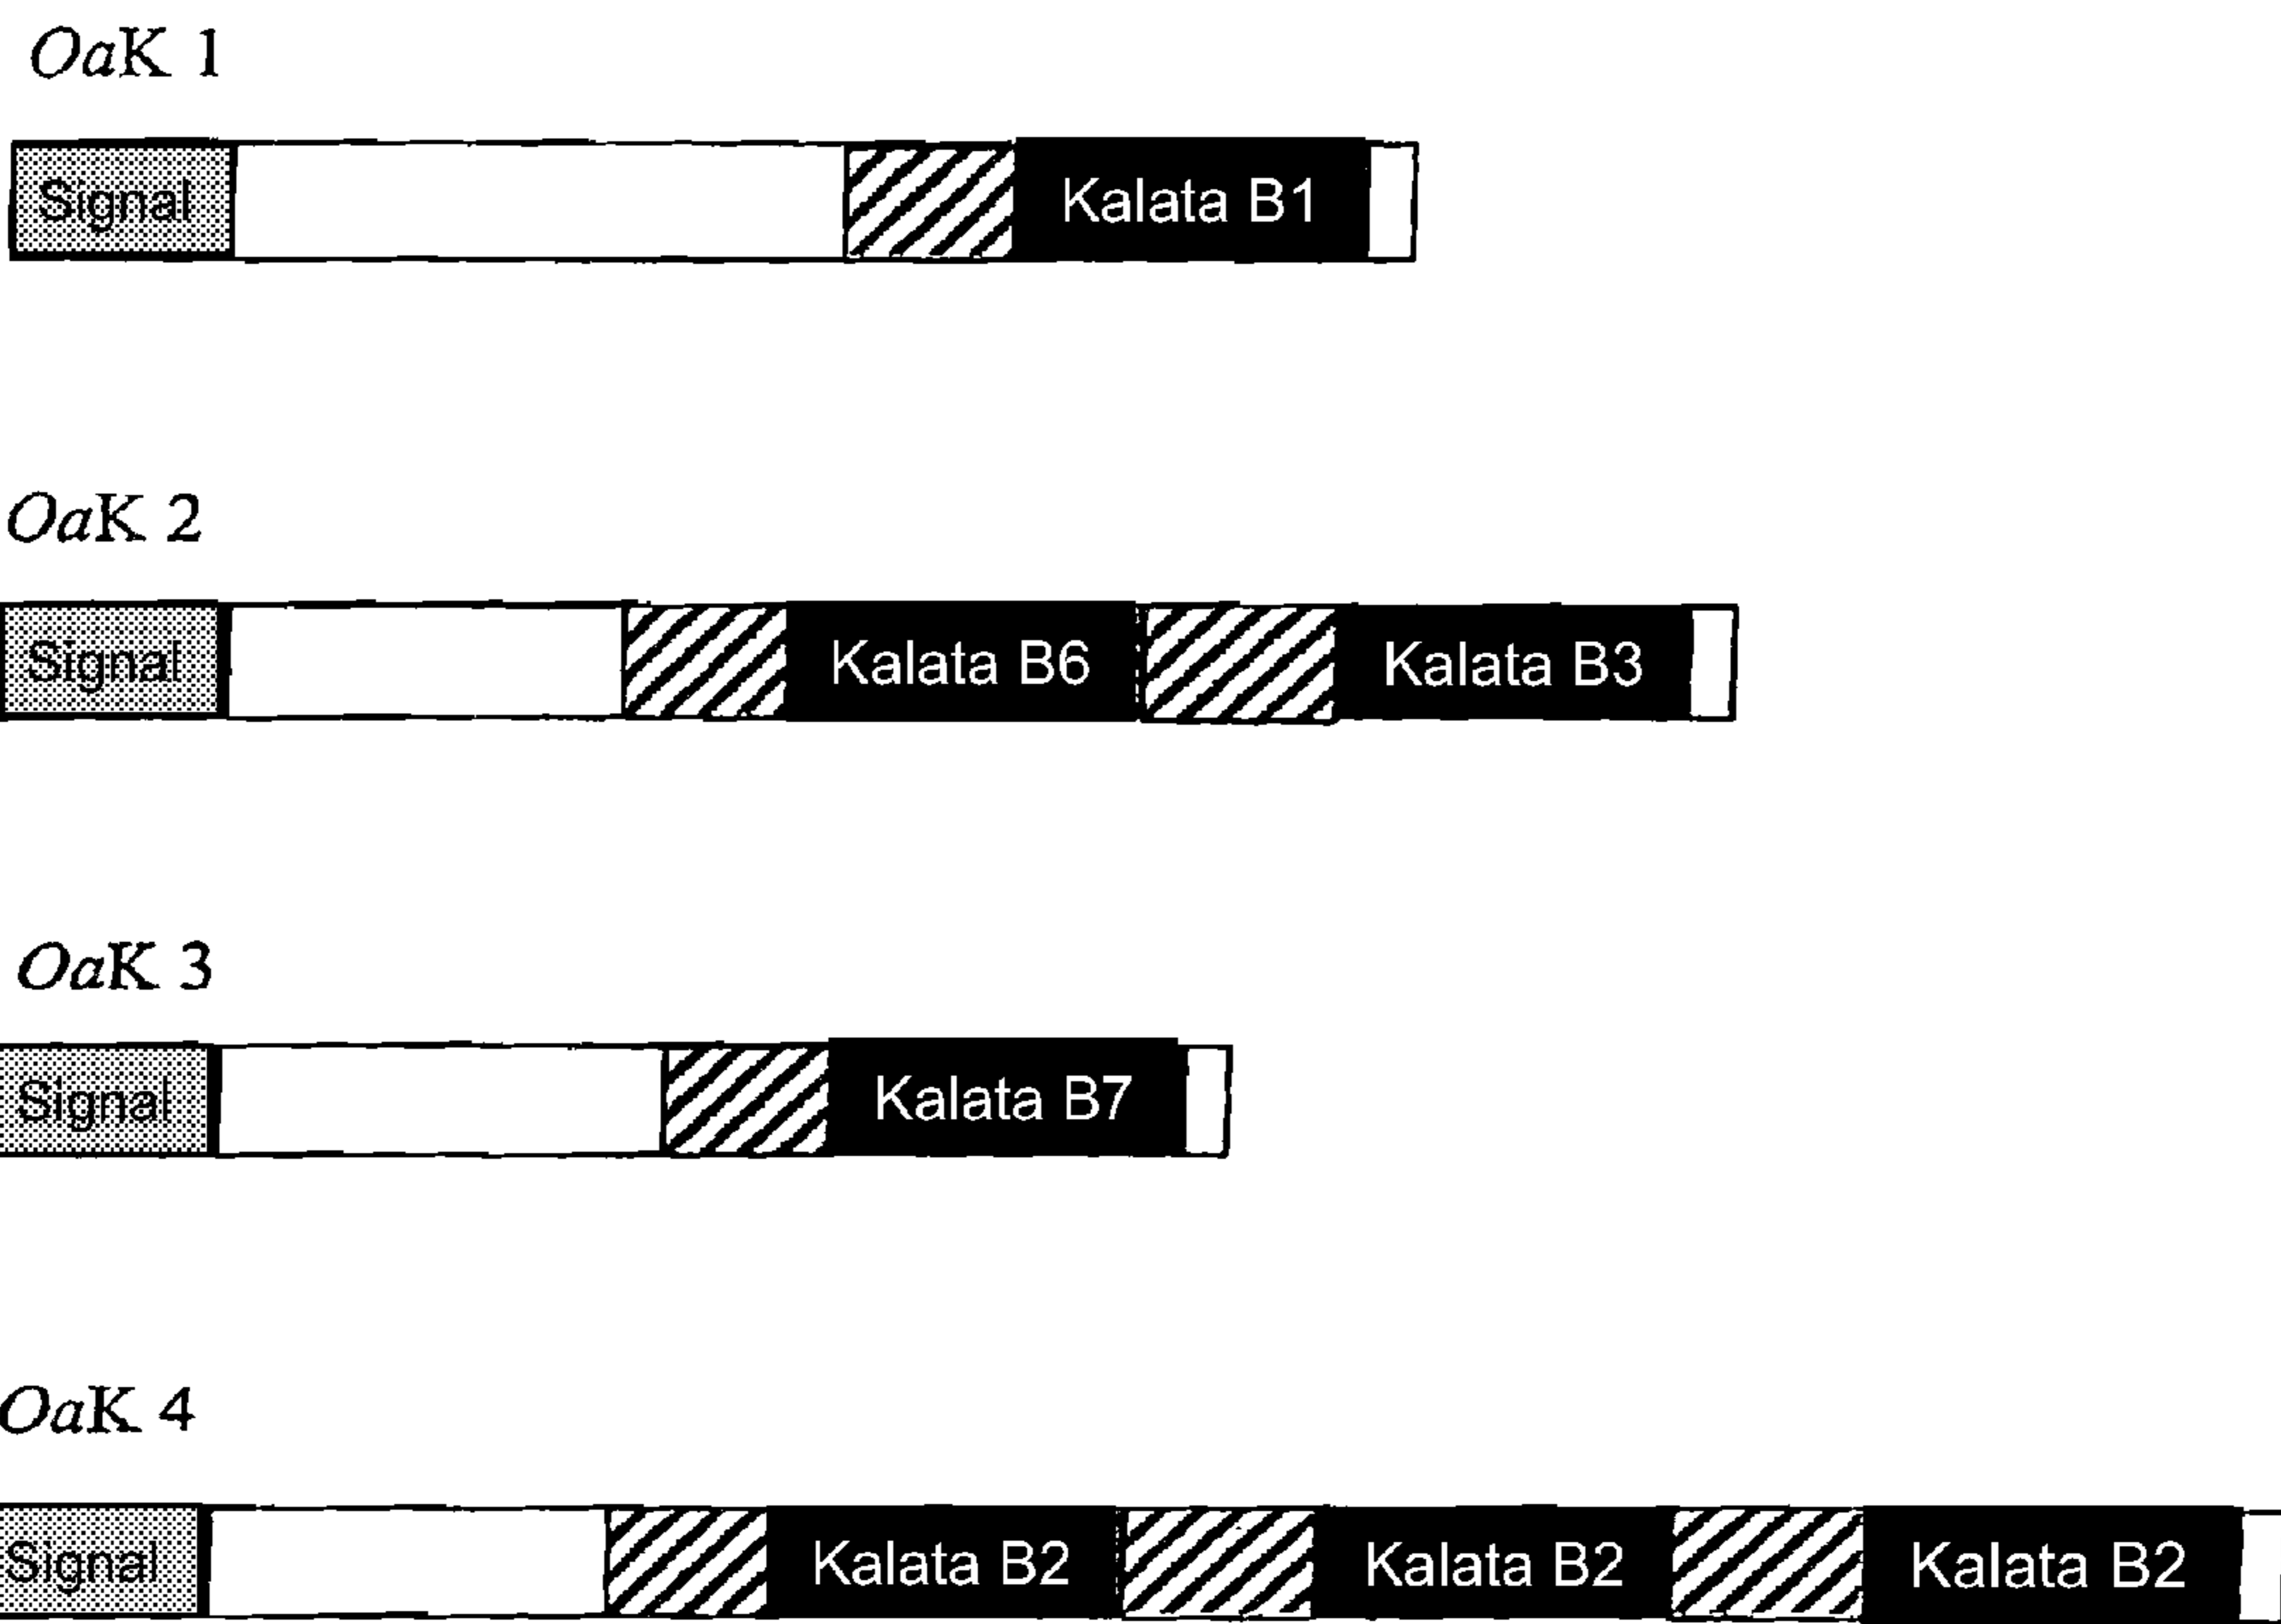 OaK 1
Signal Kalata B1
OaK 2
Signal Kalata B6 Kalata B3
OaK 3
Signal Kalata B7
OaK 4
Signal Kalata B2 Kalata B2 Kalata B2